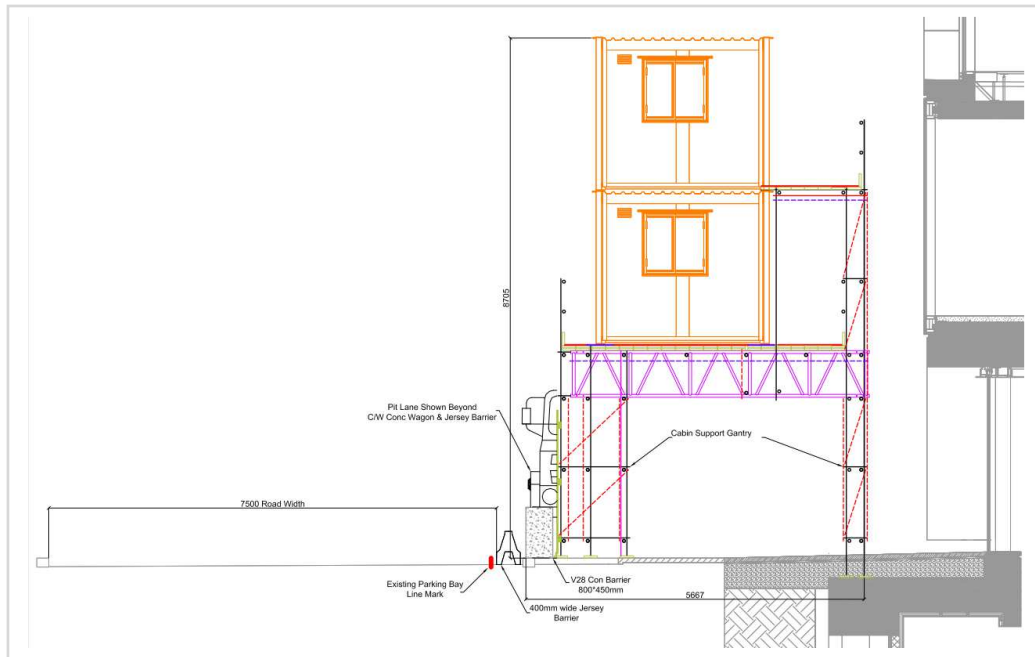 8705
Pit Lane Shown Beyond
C/W Conc Wagon & Jersey Barrier
Cabin Support Gantry
7500 Road Width
Existing Parking Bay
Line Mark
400mm wide Jersey
Barrier
V28 Con Barrier
800*450mm
5667